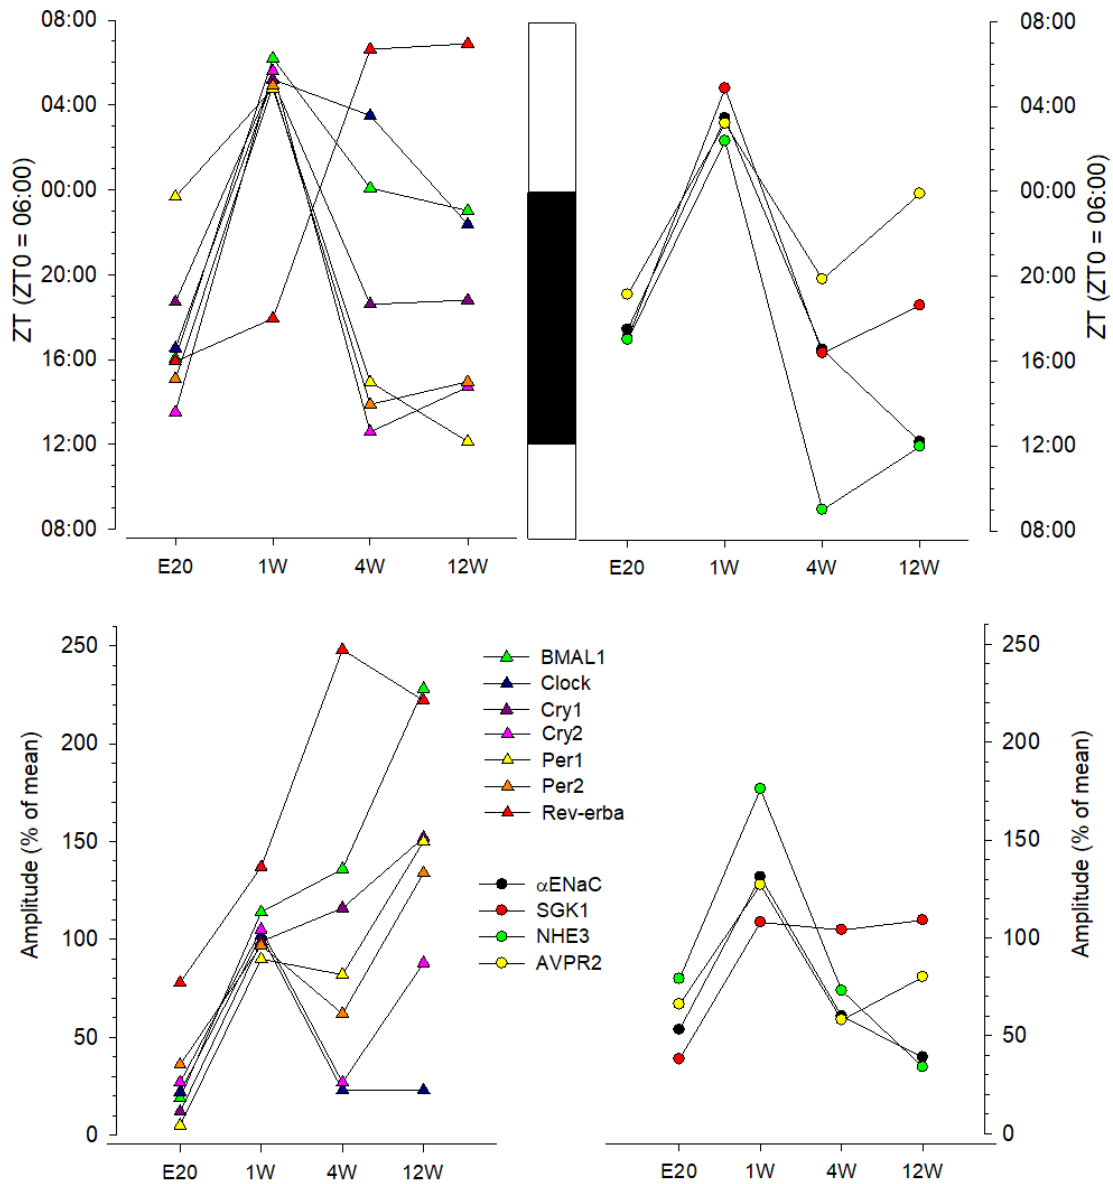 08:00
04:00
00:00
20:00
16:00
12:00
08:00
ZT (ZT0 = 06:00)
E20 1W 4W 12W
08:00
04:00
00:00
20:00
16:00
12:00
08:00
ZT (ZT0 = 06:00)
E20 1W 4W 12W
250
200
150
100
50
0
Amplitude (% of mean)
E20 1W 4W 12W
BMAL1
Clock
Cry1
Cry2
Per1
Per2
Rev-erba
αENaC
SGK1
NHE3
AVPR2
250
200
150
100
50
0
Amplitude (% of mean)
E20 1W 4W 12W